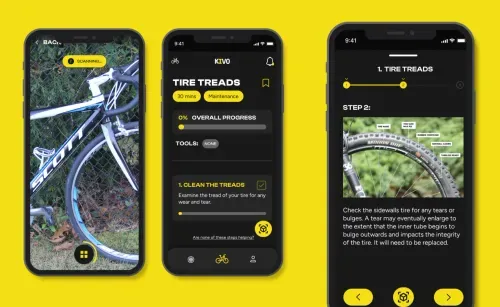 BACK
SCANNING...
SCOTT
9:41
KIVO
TIRE TREADS
30 mins
Maintenance
0% OVERALL PROGRESS
TOOLS: NONE
1. CLEAN THE TREADS
Examine the tread of your tire for any
wear and tear.
Are none of these steps helping?
9:41
1. TIRE TREADS
STEP 2:
Check the sidewalls tire for any tears or
bulges. A tear may eventually enlarge to
the extent that the inner tube begins to
bulge outwards and impacts the integrity
of the tire. It will need to be replaced.